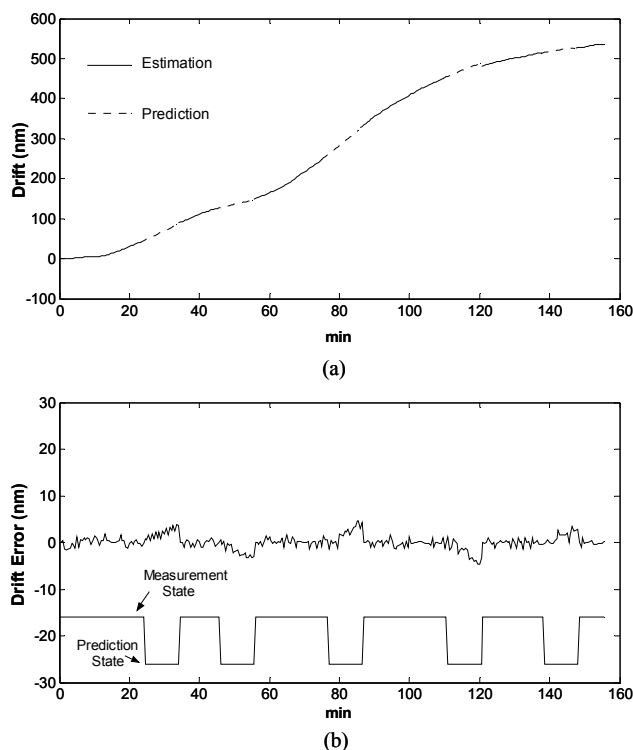 600
500
400
300
200
100
0
-100
Drift (nm)
Estimation
Prediction
0 20 40 60 80 100 120 140 160
min
(a)
30
20
10
0
-10
-20
-30
Drift Error (nm)
Measurement
State
Prediction
State
0 20 40 60 80 100 120 140 160
min
(b)